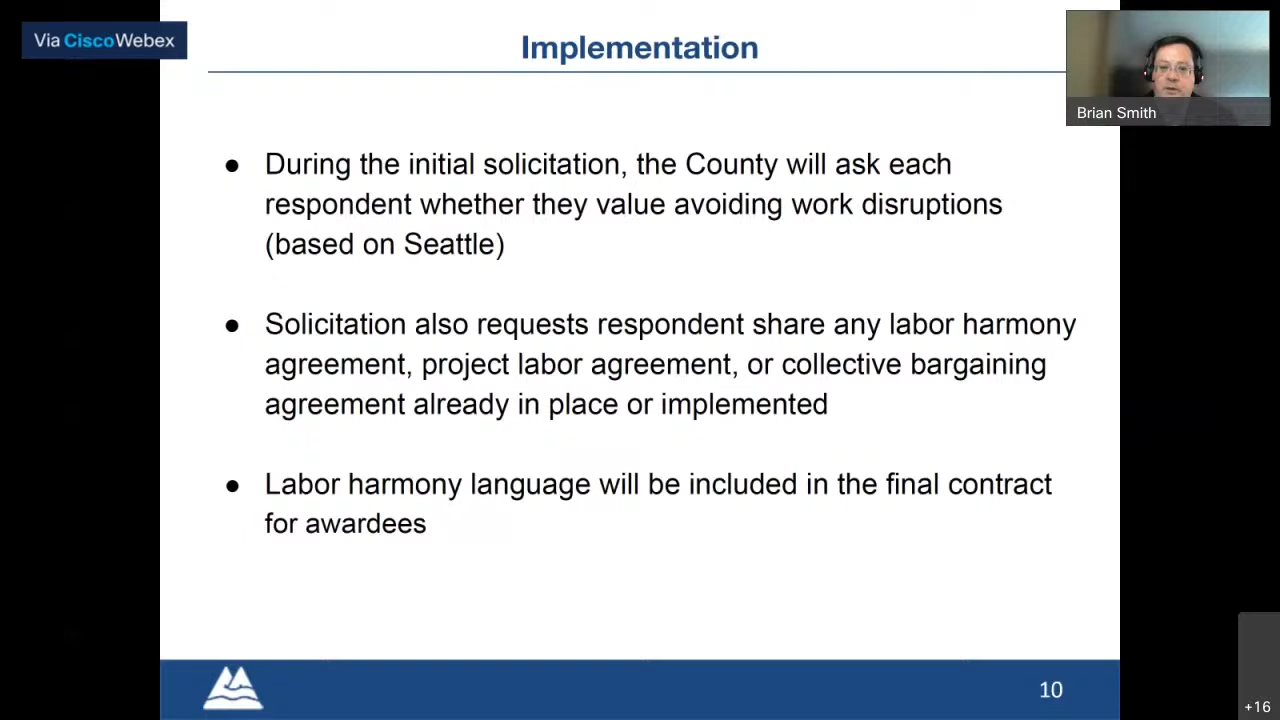 Via Cisco Webex
Implementation
Brian Smith
● During the initial solicitation, the County will ask each
respondent whether they value avoiding work disruptions
(based on Seattle)
● Solicitation also requests respondent share any labor harmony
agreement, project labor agreement, or collective bargaining
agreement already in place or implemented
● Labor harmony language will be included in the final contract
for awardees
10
+16